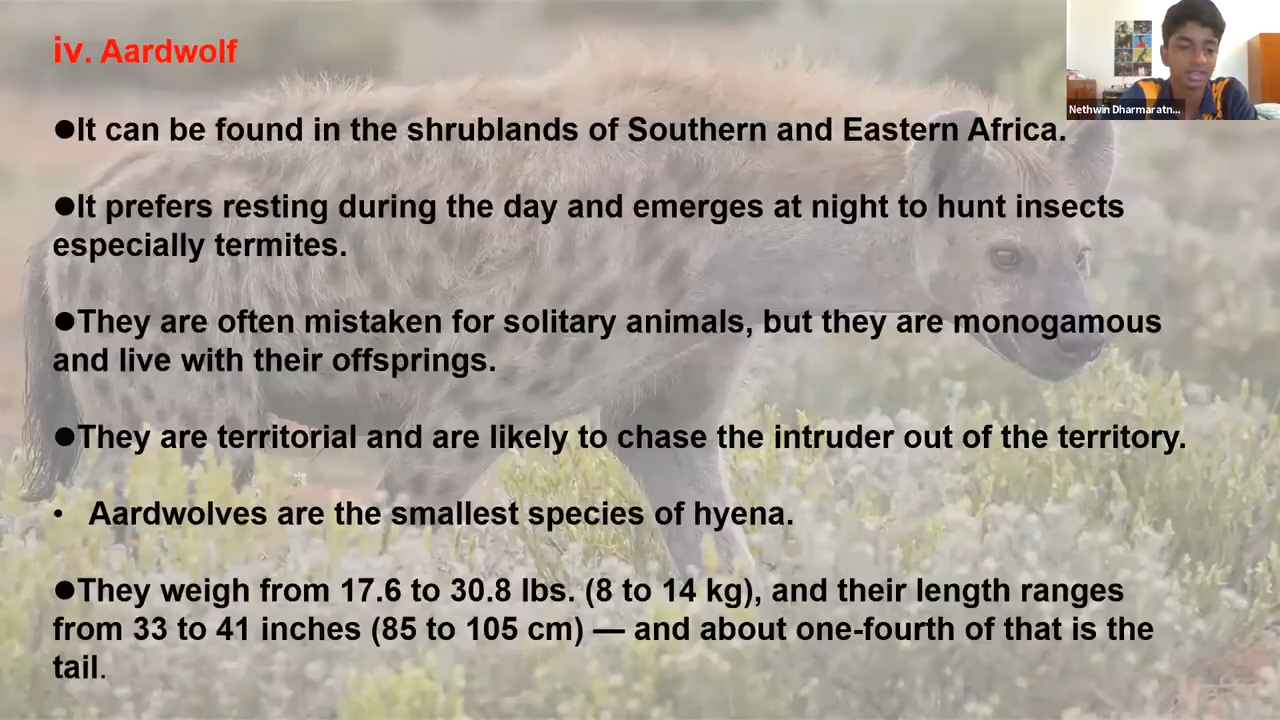 iv. Aardwolf
Nethwin Dharmaratn...
●It can be found in the shrublands of Southern and Eastern Africa.
●It prefers resting during the day and emerges at night to hunt insects
especially termites.
●They are often mistaken for solitary animals, but they are monogamous
and live with their offsprings.
●They are territorial and are likely to chase the intruder out of the territory.
• Aardwolves are the smallest species of hyena.
●They weigh from 17.6 to 30.8 lbs. (8 to 14 kg), and their length ranges
from 33 to 41 inches (85 to 105 cm) — and about one-fourth of that is the
tail.